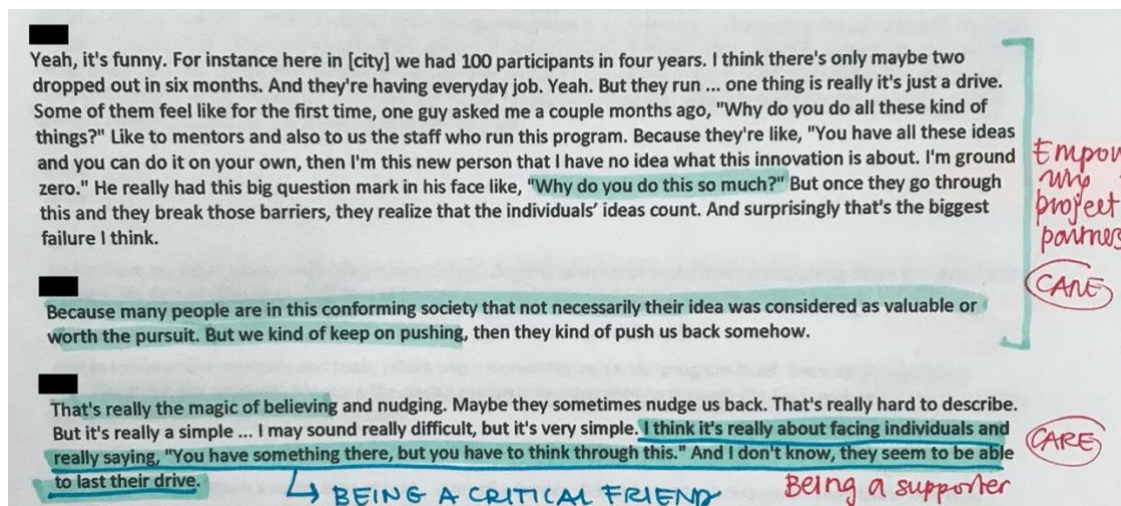 Yeah, it's funny. For instance here in [city] we had 100 participants in four years. I think there's only maybe two
dropped out in six months. And they're having everyday job. Yeah. But they run ... one thing is really it's just a drive.
Some of them feel like for the first time, one guy asked me a couple months ago, "Why do you do all these kind of
things?" Like to mentors and also to us the staff who run this program. Because they're like, "You have all these ideas
and you can do it on your own, then I'm this new person that I have no idea what this innovation is about. I'm ground
zero." He really had this big question mark in his face like, "Why do you do this so much?" But once they go through
this and they break those barriers, they realize that the individuals' ideas count. And surprisingly that's the biggest
failure I think.
Empow
project
partners
CARE
Because many people are in this conforming society that not necessarily their idea was considered as valuable or
worth the pursuit. But we kind of keep on pushing, then they kind of push us back somehow.
That's really the magic of believing and nudging. Maybe they sometimes nudge us back. That's really hard to describe.
But it's really a simple ... I may sound really difficult, but it's very simple. I think it's really about facing individuals and
really saying, "You have something there, but you have to think through this." And I don't know, they seem to be able
to last their drive.
CARE
BEING A CRITICAL FRIEND
Being a supporter